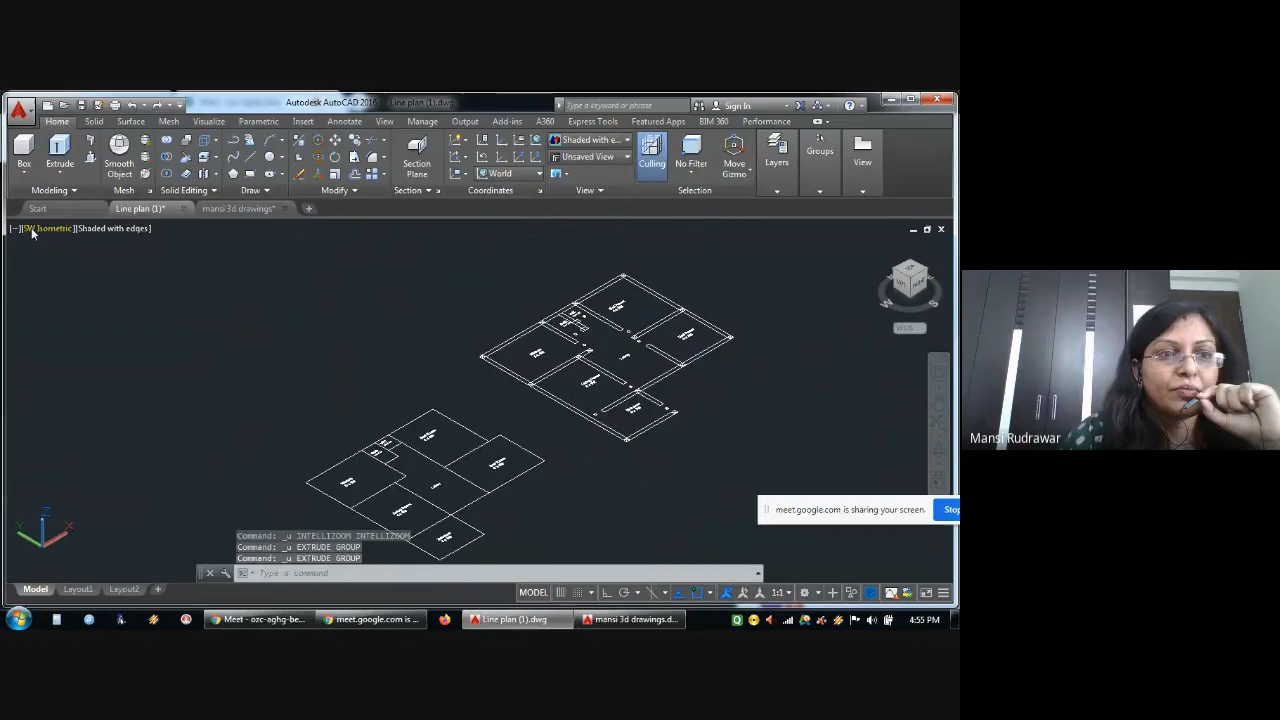 Autodesk AutoCAD 2016
Line plan (1).dwg
Type a keyword or phrase
Sign In
Home
Solid
Surface
Mesh
Visualize
Parametric
Insert
Annotate
View
Manage
Output
Add-ins
A360
Express Tools
Featured Apps
BIM 360
Performance
Box
Extrude
Smooth
Object
Section
Plane
World
Shaded with e...
Unsaved View
Culling
No Filter
Move
Gizmo
Layers
Groups
View
Modeling
Mesh
Solid Editing
Draw
Modify
Section
Coordinates
View
Selection
Start
Line plan (1)*
mansi 3d drawings*
[−][SW Isometric][Shaded with edges]
Mansi Rudrawar
meet.google.com is sharing your screen.
Stop
Command: _u INTELLIZOOM INTELLIZOOM
Command: _u EXTRUDE GROUP
Command: _u EXTRUDE GROUP
Type a command
Model
Layout1
Layout2
MODEL
1:1
Meet - ozc-aghg-be...
meet.google.com is ...
Line plan (1).dwg
mansi 3d drawings.d...
4:55 PM